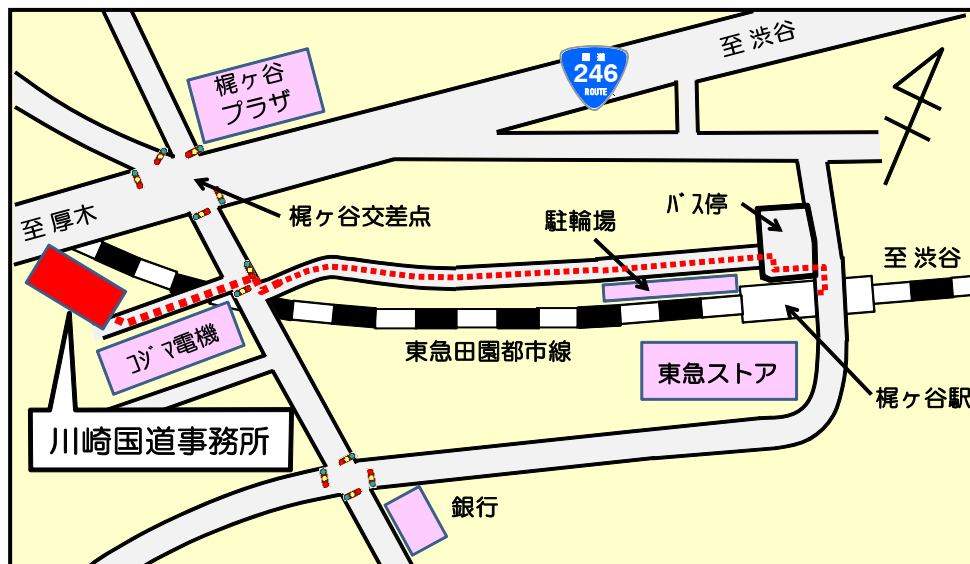 至 渋谷
国道
246
ROUTE
梶ヶ谷
プラザ
至 厚木
梶ヶ谷交差点
駐輪場
バス停
至 渋谷
コジマ電機
東急田園都市線
東急ストア
梶ヶ谷駅
川崎国道事務所
銀行